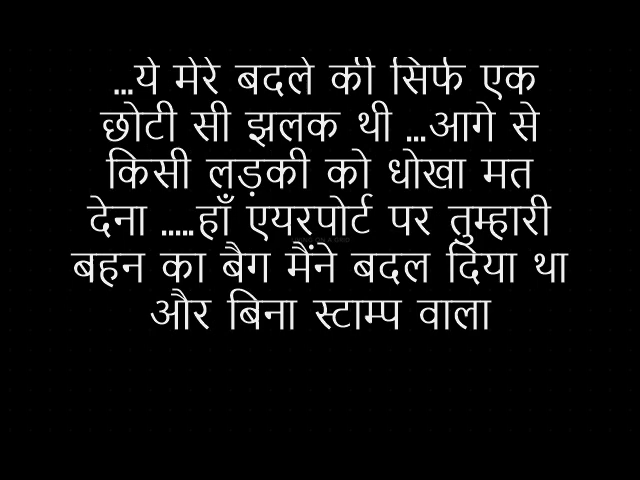 ...ये मेरे बदले की सिर्फ एक
छोटी सी झलक थी ...आगे से
किसी लड़की को धोखा मत
देना .....हाँ एयरपोर्ट पर तुम्हारी
बहन का बैग मैंने बदल दिया था
और बिना स्टाम्प वाला